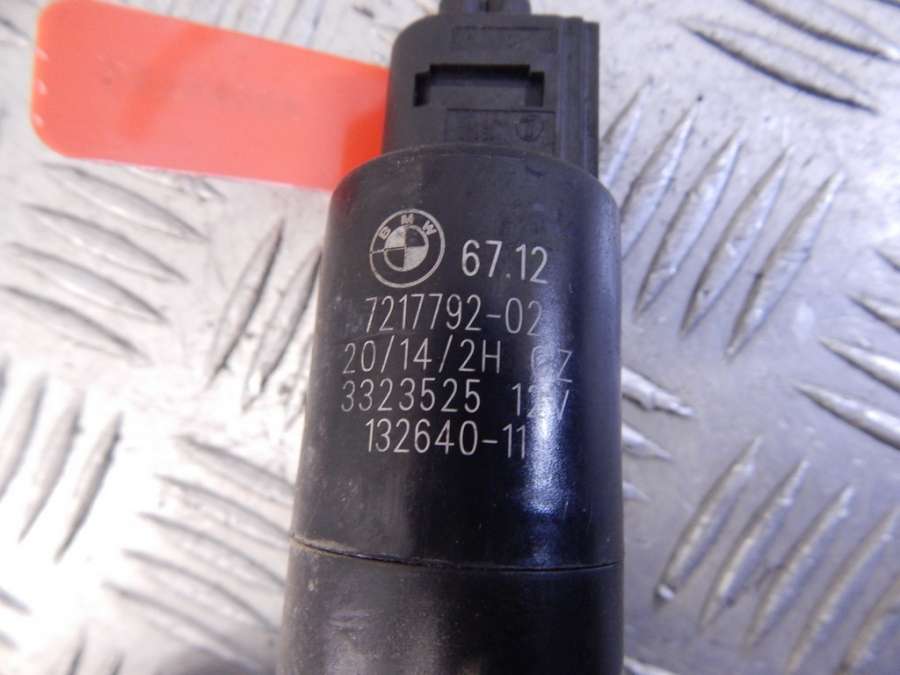 BMW 67.12
7217792-02
20/14/2H CZ
3323525 12V
132640-11